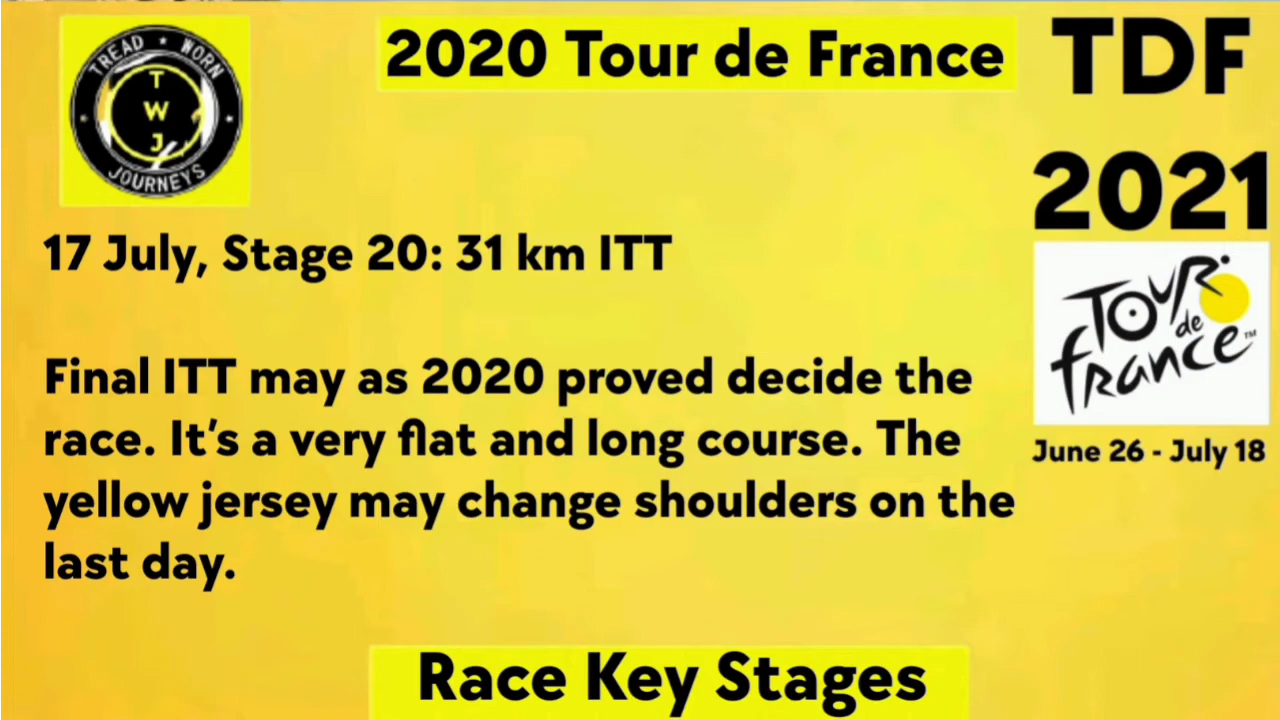 TREAD ★ WORN
T
W
J
JOURNEYS
2020 Tour de France
TDF
2021
17 July, Stage 20: 31 km ITT
Final ITT may as 2020 proved decide the
race. It's a very flat and long course. The
yellow jersey may change shoulders on the
last day.
TOUR
de
france™
June 26 - July 18
Race Key Stages